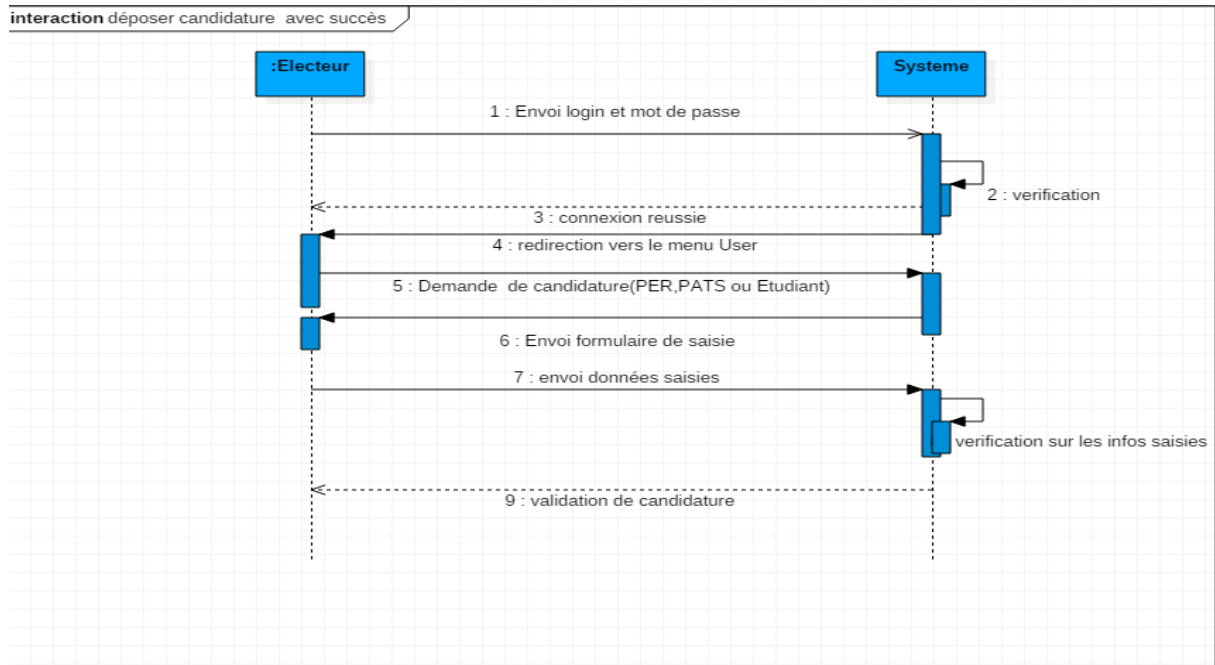 interaction déposer candidature avec succès
:Electeur
Systeme
1 : Envoi login et mot de passe
2 : verification
3 : connexion reussie
4 : redirection vers le menu User
5 : Demande de candidature(PER,PATS ou Etudiant)
6 : Envoi formulaire de saisie
7 : envoi données saisies
verification sur les infos saisies
9 : validation de candidature